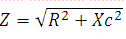 Z = √R² + Xc²